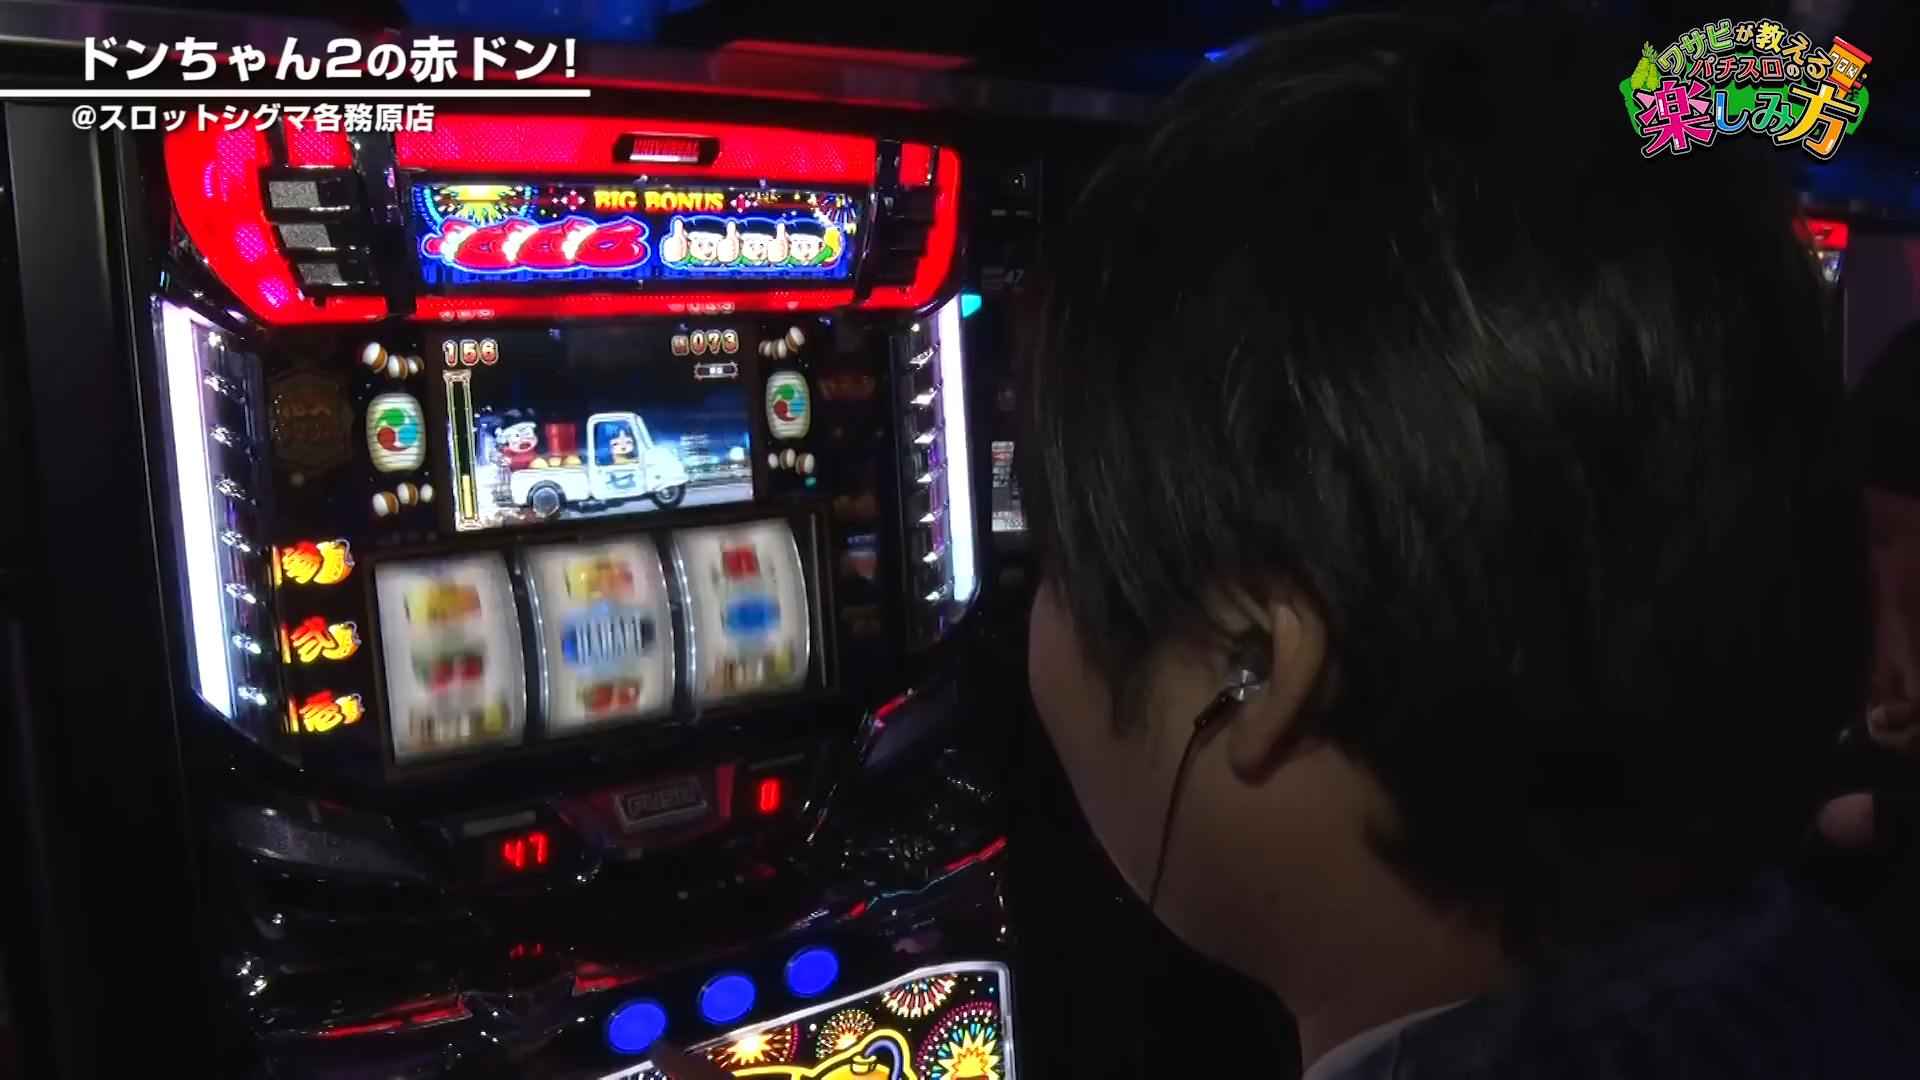 ドンちゃん2の赤ドン!
@スロットシグマ各務原店
ワサビが教える
パチスロの
楽しみ方
UNIVERSAL
BIG BONUS
156
073
47
PUSH
0